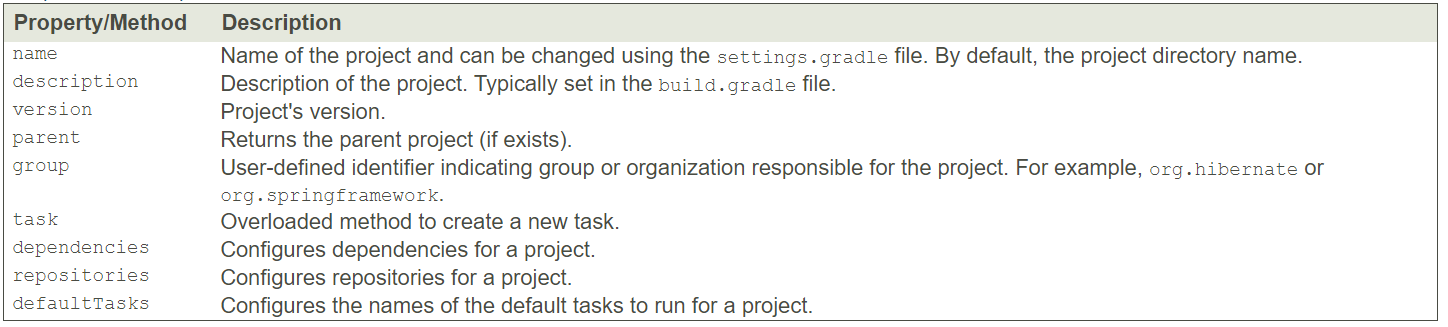 Property/Method Description
name Name of the project and can be changed using the settings.gradle file. By default, the project directory name.
description Description of the project. Typically set in the build.gradle file.
version Project's version.
parent Returns the parent project (if exists).
group User-defined identifier indicating group or organization responsible for the project. For example, org.hibernate or
org.springframework.
task Overloaded method to create a new task.
dependencies Configures dependencies for a project.
repositories Configures repositories for a project.
defaultTasks Configures the names of the default tasks to run for a project.